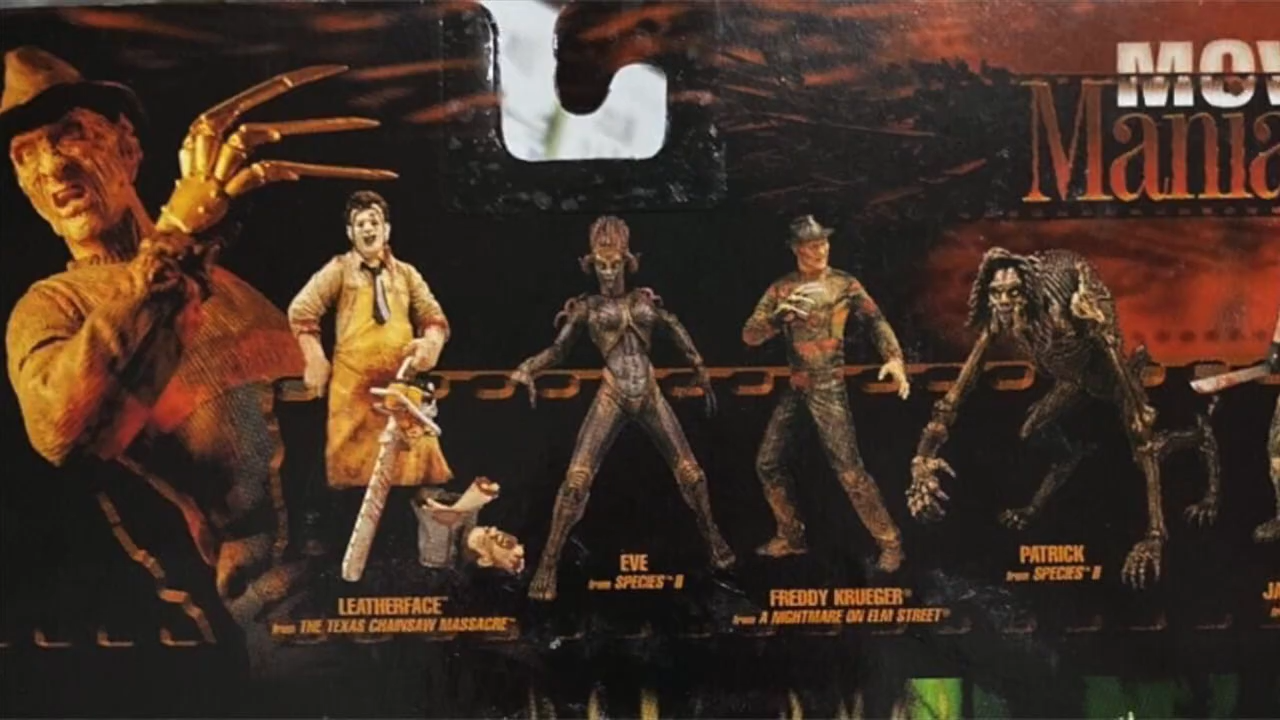 MOV
Mania
EVE
from SPECIES™ II
PATRICK
from SPECIES™ II
LEATHERFACE™
from THE TEXAS CHAINSAW MASSACRE™
FREDDY KRUEGER®
from A NIGHTMARE ON ELM STREET®
JA